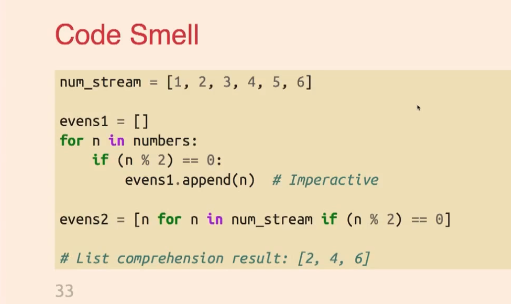 Code Smell
num_stream = [1, 2, 3, 4, 5, 6]
evens1 = []
for n in numbers:
    if (n % 2) == 0:
        evens1.append(n)  # Imperactive
evens2 = [n for n in num_stream if (n % 2) == 0]
# List comprehension result: [2, 4, 6]
33